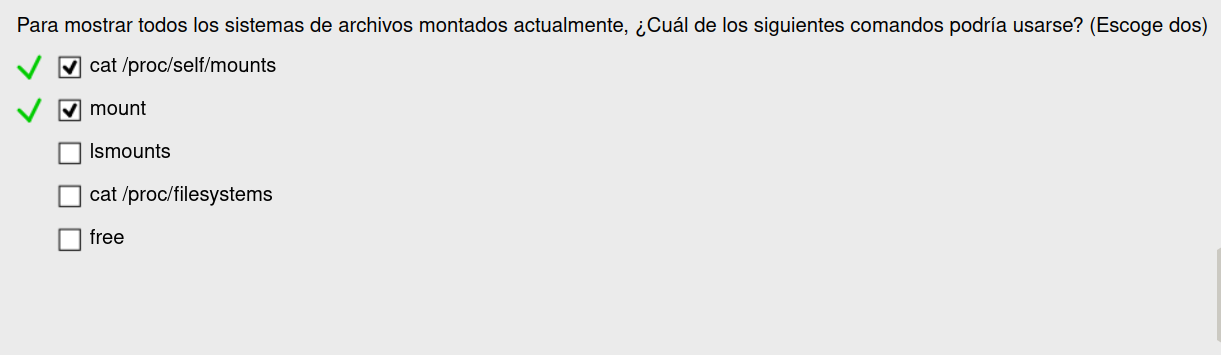 Para mostrar todos los sistemas de archivos montados actualmente, ¿Cuál de los siguientes comandos podría usarse? (Escoge dos)
cat /proc/self/mounts
mount
lsmounts
cat /proc/filesystems
free